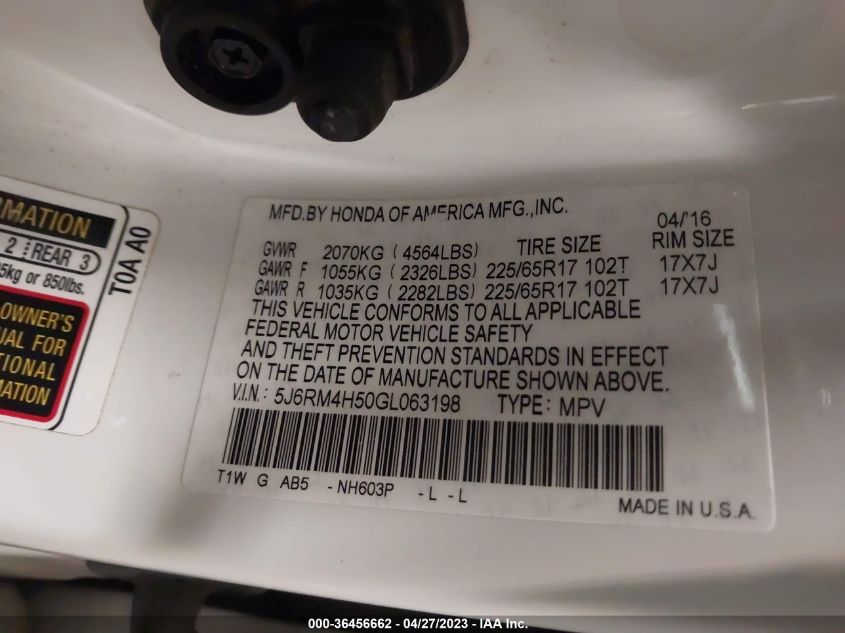 MFD.BY HONDA OF AMERICA MFG.,INC.
04/'16
GVWR 2070KG (4564LBS) TIRE SIZE RIM SIZE
GAWR F 1055KG (2326LBS) 225/65R17 102T 17X7J
GAWR R 1035KG (2282LBS) 225/65R17 102T 17X7J
THIS VEHICLE CONFORMS TO ALL APPLICABLE
FEDERAL MOTOR VEHICLE SAFETY
AND THEFT PREVENTION STANDARDS IN EFFECT
ON THE DATE OF MANUFACTURE SHOWN ABOVE.
V.I.N.: 5J6RM4H50GL063198 TYPE: MPV
T1W G AB5 -NH603P -L -L
MADE IN U.S.A.
2 REAR 3
5kg or 850lbs.
T0A A0
OWNER'S
FOR
000-36456662 - 04/27/2023 - IAA Inc.